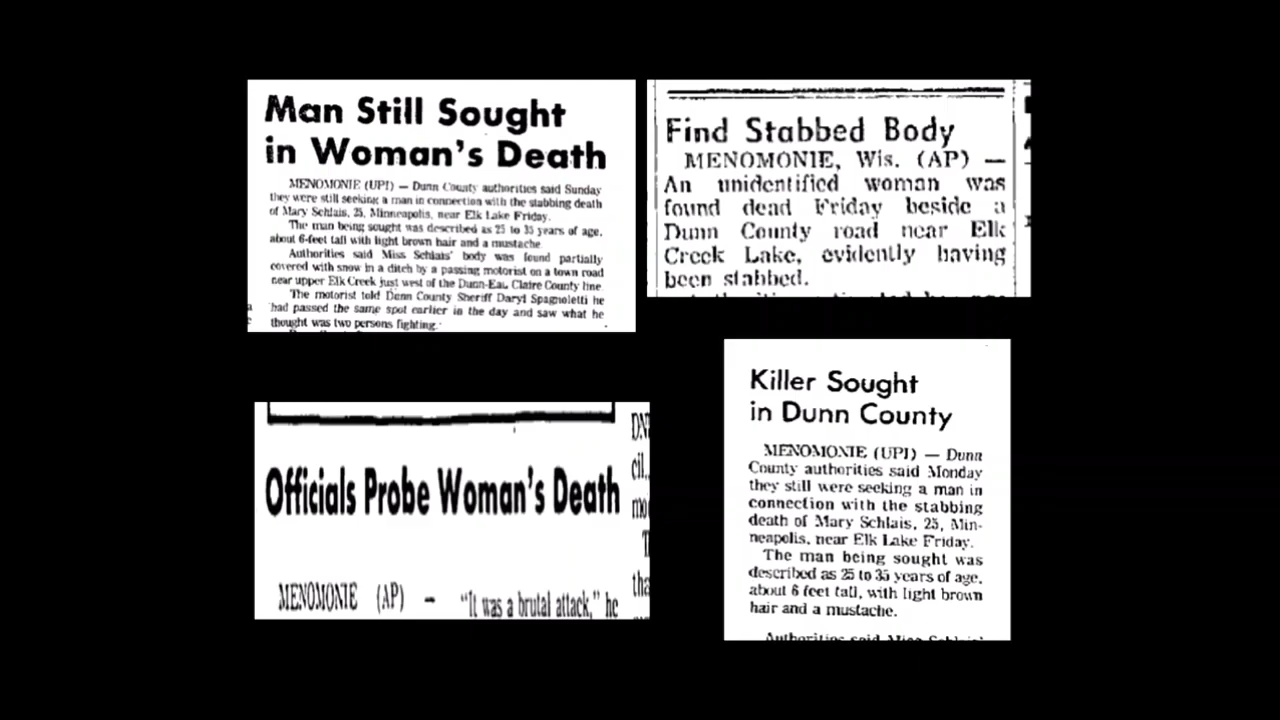 Man Still Sought
in Woman's Death
MENOMONIE (UPI) — Dunn County authorities said Sunday
they were still seeking a man in connection with the stabbing death
of Mary Schlais, 25, Minneapolis, near Elk Lake Friday.
The man being sought was described as 25 to 35 years of age,
about 6-feet tall with light brown hair and a mustache.
Authorities said Miss Schlais' body was found partially
covered with snow in a ditch by a passing motorist on a town road
near upper Elk Creek just west of the Dunn-Eau Claire County line.
The motorist told Dunn County Sheriff Daryl Spagnoletti he
had passed the same spot earlier in the day and saw what he
thought was two persons fighting.
Find Stabbed Body
MENOMONIE, Wis. (AP) —
An unidentified woman was
found dead Friday beside a
Dunn County road near Elk
Creek Lake, evidently having
been stabbed.
Officials Probe Woman's Death
MENOMONIE (AP) — "It was a brutal attack," he
Killer Sought
in Dunn County
MENOMONIE (UPI) — Dunn
County authorities said Monday
they still were seeking a man in
connection with the stabbing
death of Mary Schlais, 25, Min-
neapolis, near Elk Lake Friday.
The man being sought was
described as 25 to 35 years of age,
about 6 feet tall, with light brown
hair and a mustache.
Authorities said Miss Schlais'